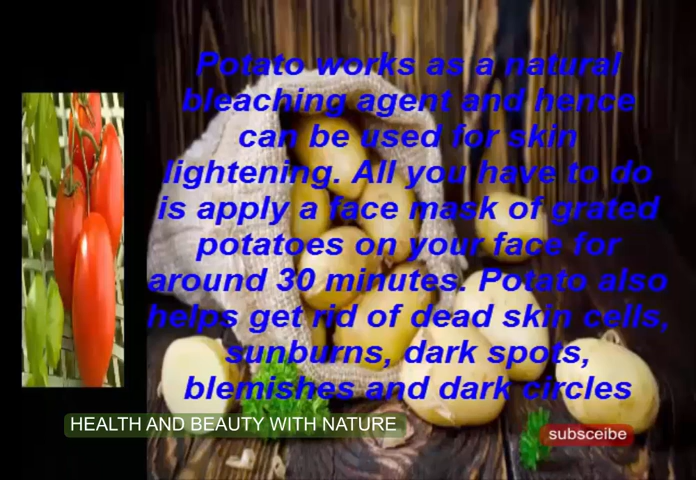 Potato works as a natural
bleaching agent and hence
can be used for skin
lightening. All you have to do
is apply a face mask of grated
potatoes on your face for
around 30 minutes. Potato also
helps get rid of dead skin cells,
sunburns, dark spots,
blemishes and dark circles
HEALTH AND BEAUTY WITH NATURE
subsceibe